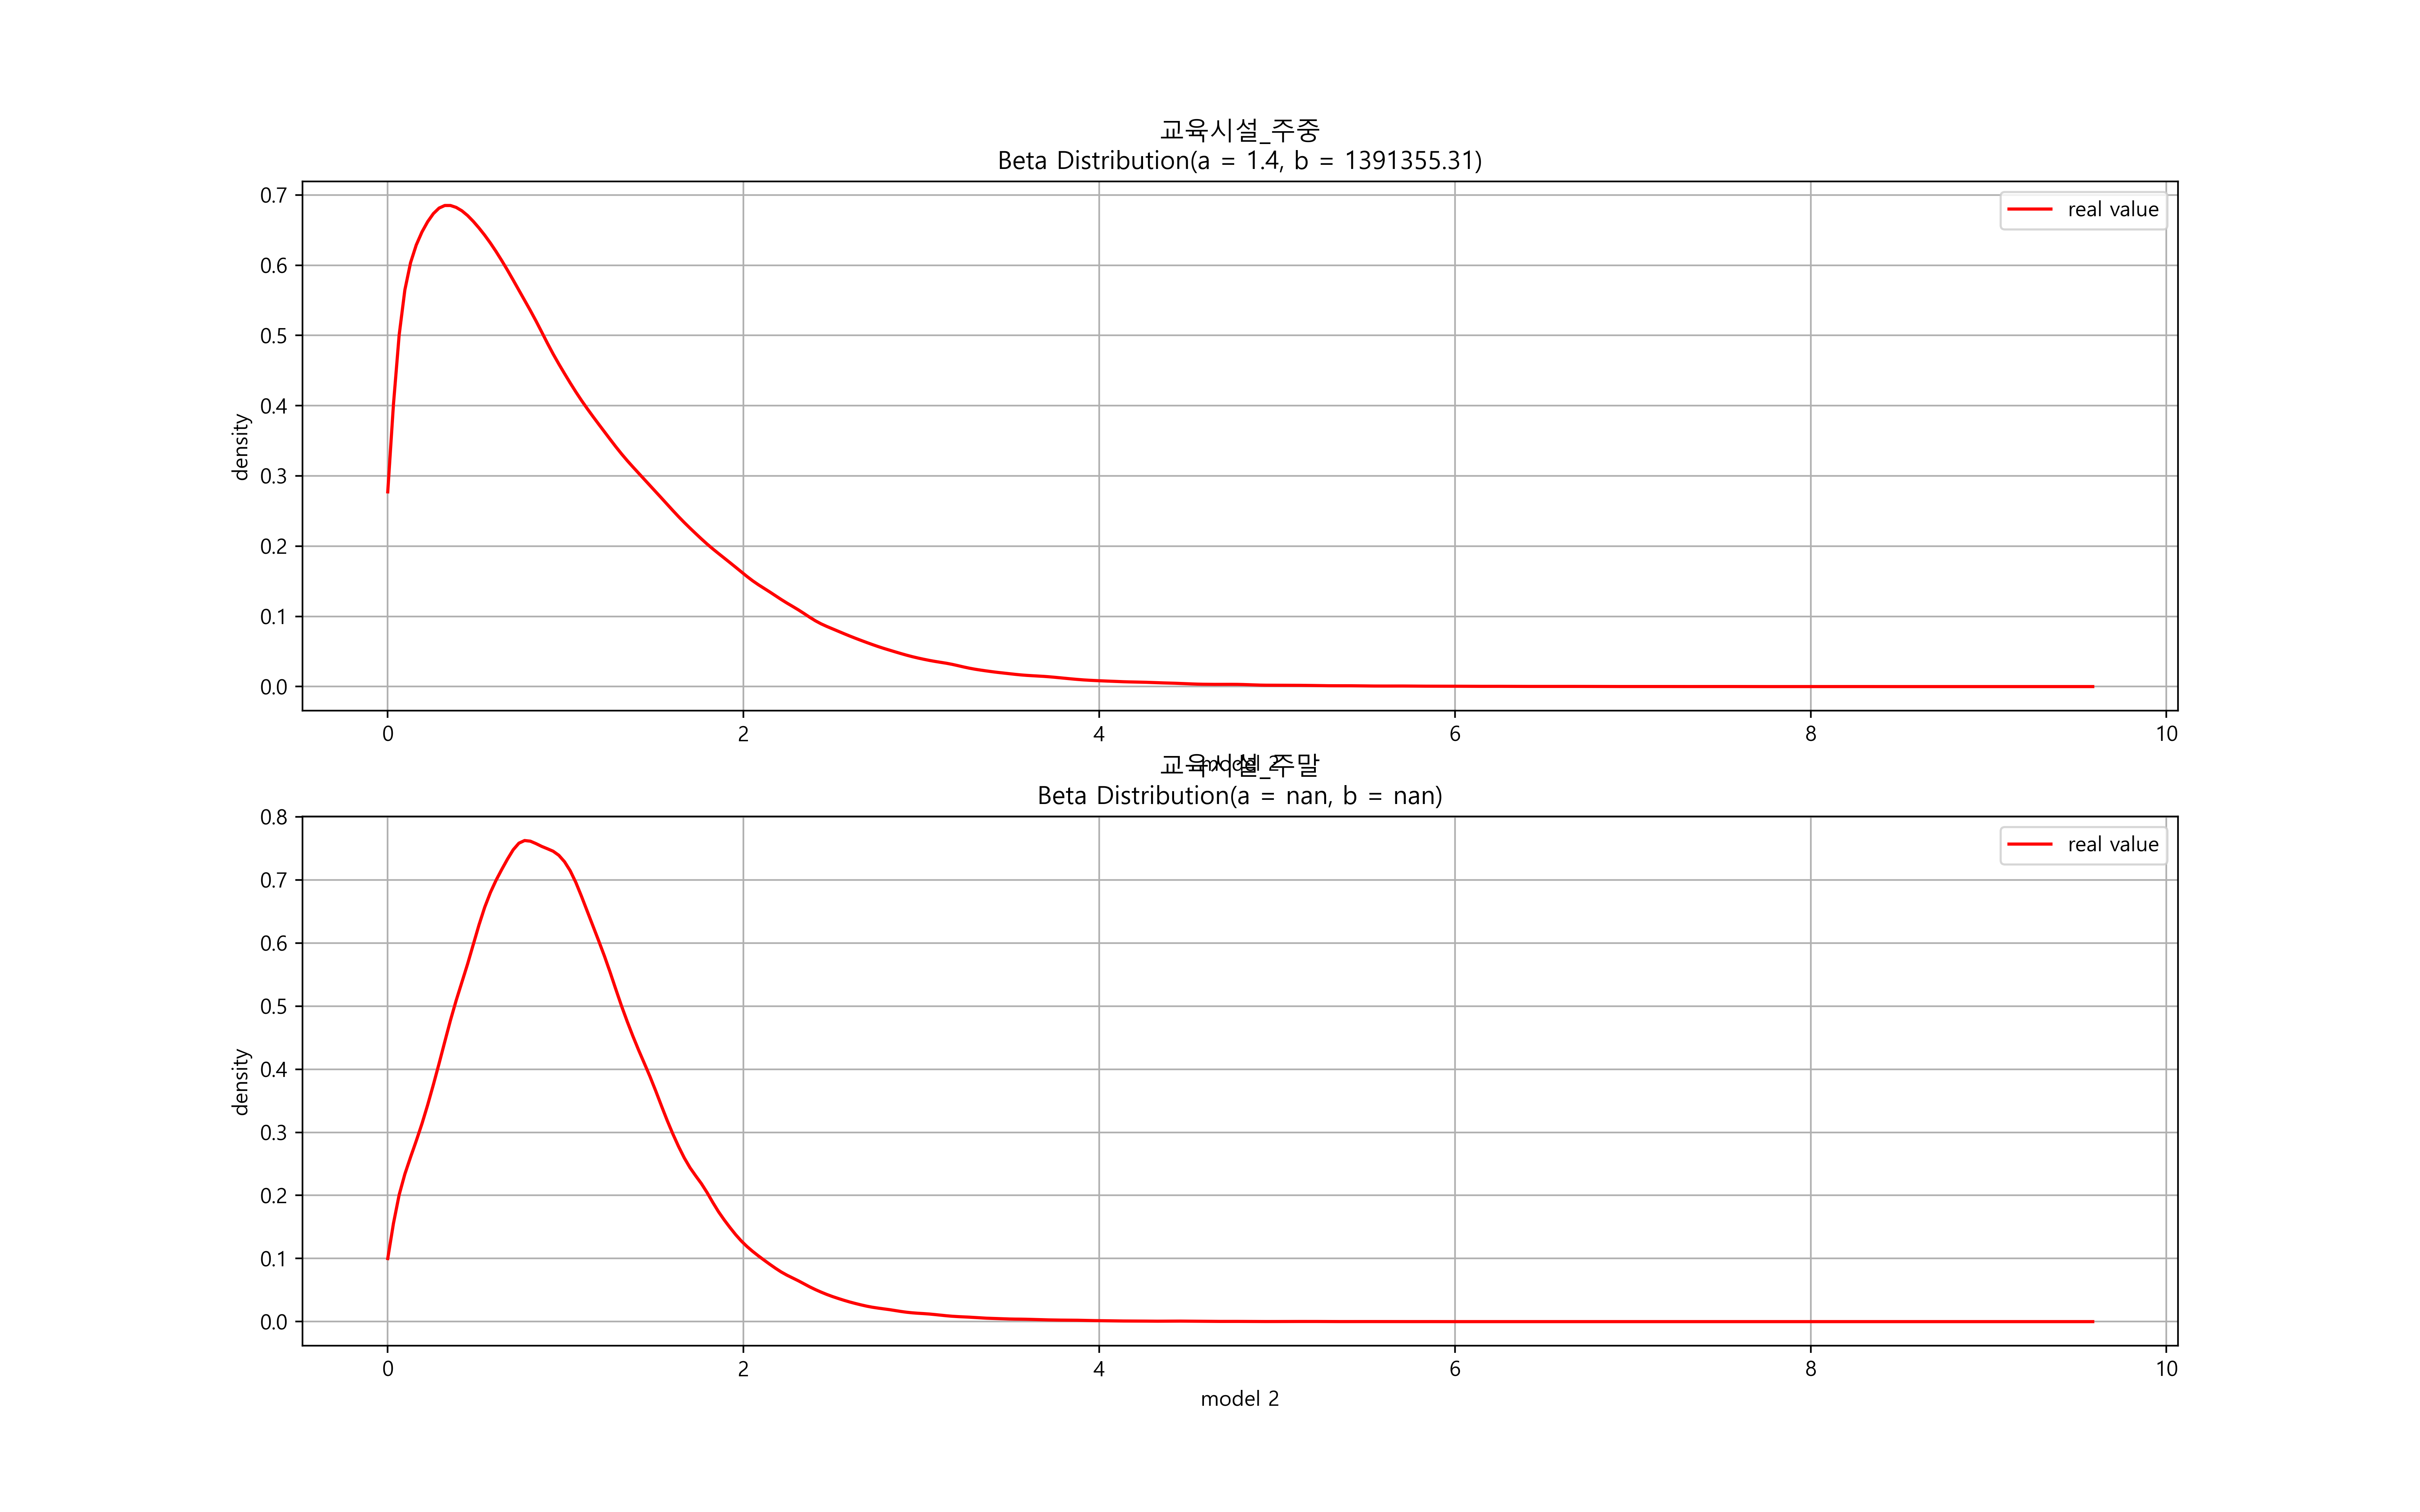 교육시설_주중
Beta Distribution(a = 1.4, b = 1391355.31)
real value
density
0.7
0.6
0.5
0.4
0.3
0.2
0.1
0.0
0 2 4 6 8 10
model 2
교육시설_주말
Beta Distribution(a = nan, b = nan)
real value
density
0.8
0.7
0.6
0.5
0.4
0.3
0.2
0.1
0.0
0 2 4 6 8 10
model 2